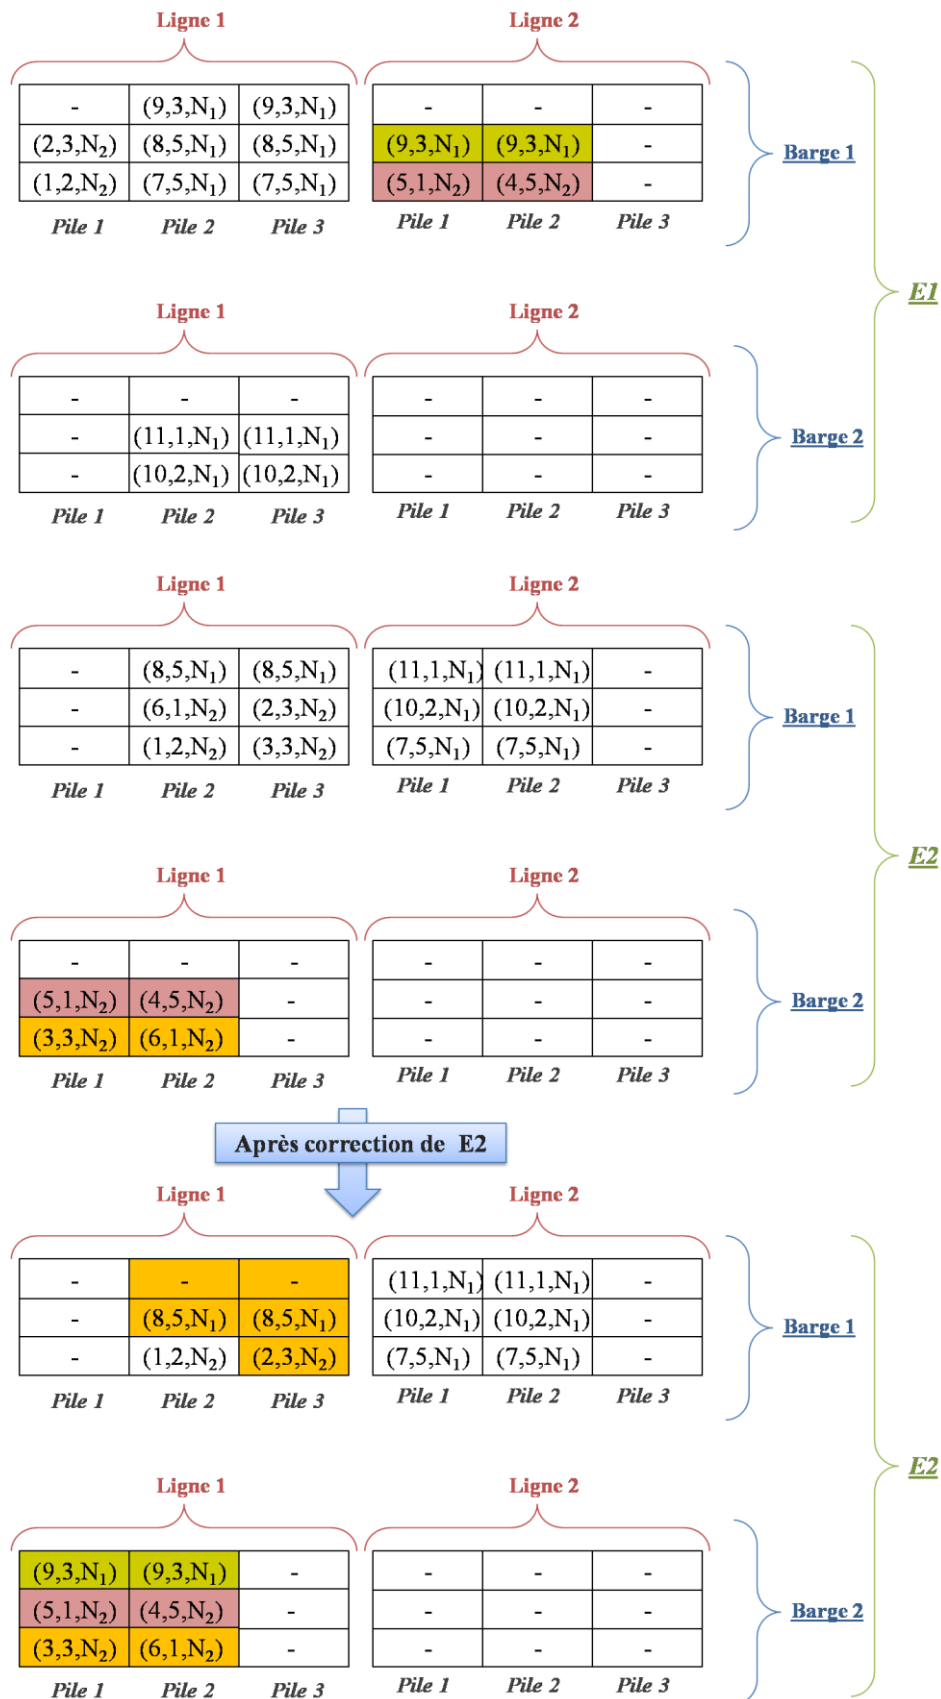 Ligne 1 Ligne 2
- (9,3,N₁) (9,3,N₁) - - -
(2,3,N₂) (8,5,N₁) (8,5,N₁) (9,3,N₁) (9,3,N₁) -
(1,2,N₂) (7,5,N₁) (7,5,N₁) (5,1,N₂) (4,5,N₂) -
Pile 1 Pile 2 Pile 3 Pile 1 Pile 2 Pile 3
Barge 1
E1
Ligne 1 Ligne 2
- - - - - -
- (11,1,N₁) (11,1,N₁) - - -
- (10,2,N₁) (10,2,N₁) - - -
Pile 1 Pile 2 Pile 3 Pile 1 Pile 2 Pile 3
Barge 2
Ligne 1 Ligne 2
- (8,5,N₁) (8,5,N₁) (11,1,N₁) (11,1,N₁) -
- (6,1,N₂) (2,3,N₂) (10,2,N₁) (10,2,N₁) -
- (1,2,N₂) (3,3,N₂) (7,5,N₁) (7,5,N₁) -
Pile 1 Pile 2 Pile 3 Pile 1 Pile 2 Pile 3
Barge 1
E2
Ligne 1 Ligne 2
- - - - - -
(5,1,N₂) (4,5,N₂) - - - -
(3,3,N₂) (6,1,N₂) - - - -
Pile 1 Pile 2 Pile 3 Pile 1 Pile 2 Pile 3
Barge 2
Après correction de E2
Ligne 1 Ligne 2
- - - (11,1,N₁) (11,1,N₁) -
- (8,5,N₁) (8,5,N₁) (10,2,N₁) (10,2,N₁) -
- (1,2,N₂) (2,3,N₂) (7,5,N₁) (7,5,N₁) -
Pile 1 Pile 2 Pile 3 Pile 1 Pile 2 Pile 3
Barge 1
E2
Ligne 1 Ligne 2
(9,3,N₁) (9,3,N₁) - - - -
(5,1,N₂) (4,5,N₂) - - - -
(3,3,N₂) (6,1,N₂) - - - -
Pile 1 Pile 2 Pile 3 Pile 1 Pile 2 Pile 3
Barge 2